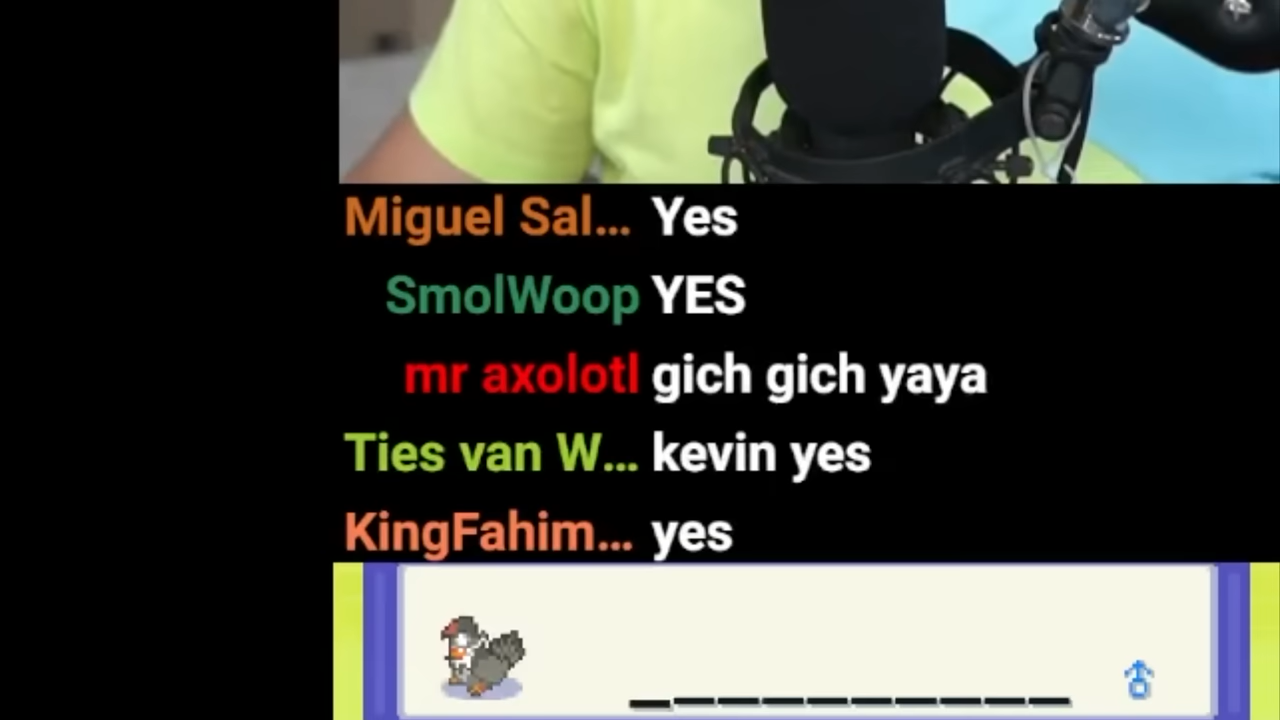 Miguel Sal... Yes
SmolWoop YES
mr axolotl gich gich yaya
Ties van W... kevin yes
KingFahim... yes